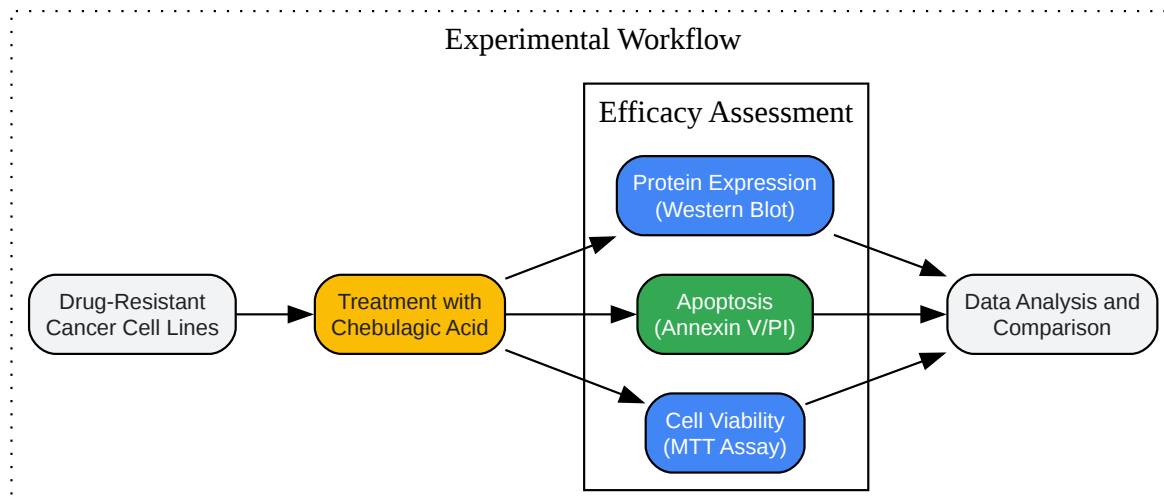 Experimental Workflow
Efficacy Assessment
Protein Expression
(Western Blot)
Drug-Resistant
Cancer Cell Lines
Treatment with
Chebulagic Acid
Apoptosis
(Annexin V/PI)
Data Analysis and
Comparison
Cell Viability
(MTT Assay)